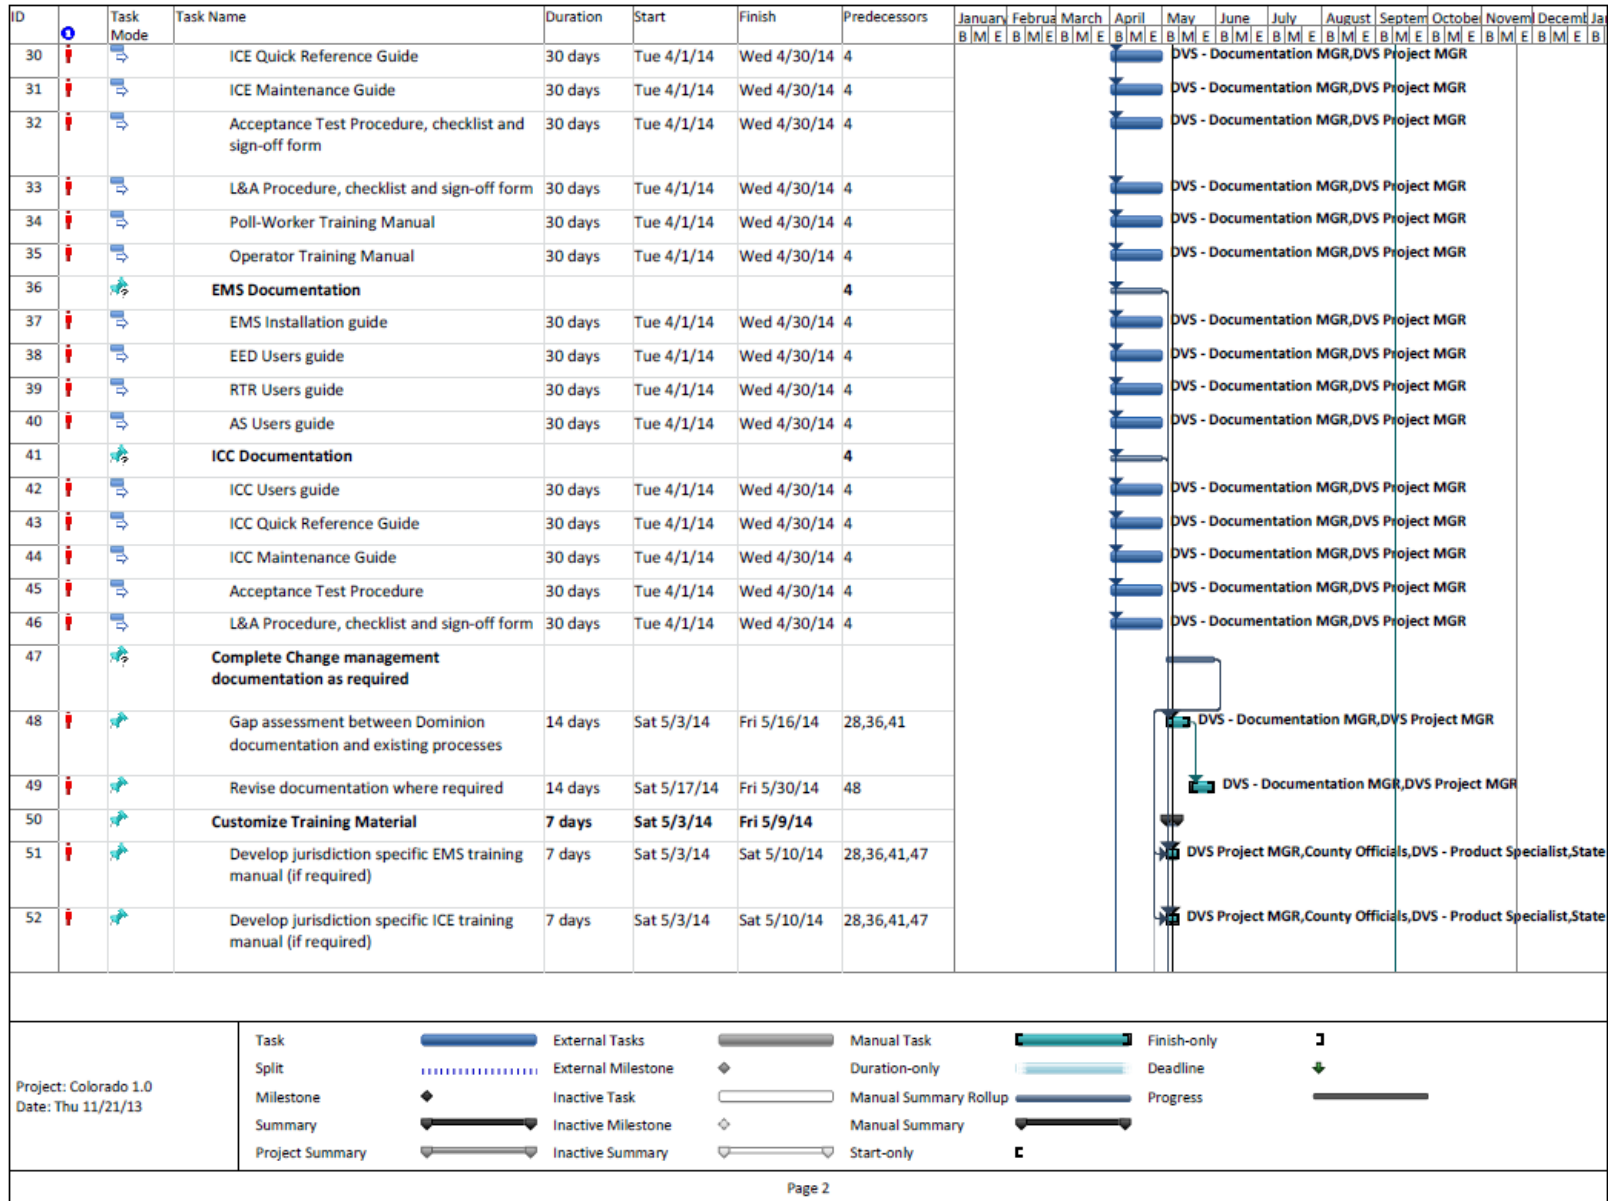 ID Task Mode Task Name Duration Start Finish Predecessors January Februa March April May June July August Septem Octobe Novem Decemb Ja
B M E B M E B M E B M E B M E B M E B M E B M E B M E B M E B M E B M E B
30 ICE Quick Reference Guide 30 days Tue 4/1/14 Wed 4/30/14 4 DVS - Documentation MGR,DVS Project MGR
31 ICE Maintenance Guide 30 days Tue 4/1/14 Wed 4/30/14 4 DVS - Documentation MGR,DVS Project MGR
32 Acceptance Test Procedure, checklist and 30 days Tue 4/1/14 Wed 4/30/14 4 DVS - Documentation MGR,DVS Project MGR
sign-off form
33 L&A Procedure, checklist and sign-off form 30 days Tue 4/1/14 Wed 4/30/14 4 DVS - Documentation MGR,DVS Project MGR
34 Poll-Worker Training Manual 30 days Tue 4/1/14 Wed 4/30/14 4 DVS - Documentation MGR,DVS Project MGR
35 Operator Training Manual 30 days Tue 4/1/14 Wed 4/30/14 4 DVS - Documentation MGR,DVS Project MGR
36 EMS Documentation 4
37 EMS Installation guide 30 days Tue 4/1/14 Wed 4/30/14 4 DVS - Documentation MGR,DVS Project MGR
38 EED Users guide 30 days Tue 4/1/14 Wed 4/30/14 4 DVS - Documentation MGR,DVS Project MGR
39 RTR Users guide 30 days Tue 4/1/14 Wed 4/30/14 4 DVS - Documentation MGR,DVS Project MGR
40 AS Users guide 30 days Tue 4/1/14 Wed 4/30/14 4 DVS - Documentation MGR,DVS Project MGR
41 ICC Documentation 4
42 ICC Users guide 30 days Tue 4/1/14 Wed 4/30/14 4 DVS - Documentation MGR,DVS Project MGR
43 ICC Quick Reference Guide 30 days Tue 4/1/14 Wed 4/30/14 4 DVS - Documentation MGR,DVS Project MGR
44 ICC Maintenance Guide 30 days Tue 4/1/14 Wed 4/30/14 4 DVS - Documentation MGR,DVS Project MGR
45 Acceptance Test Procedure 30 days Tue 4/1/14 Wed 4/30/14 4 DVS - Documentation MGR,DVS Project MGR
46 L&A Procedure, checklist and sign-off form 30 days Tue 4/1/14 Wed 4/30/14 4 DVS - Documentation MGR,DVS Project MGR
47 Complete Change management
documentation as required
48 Gap assessment between Dominion 14 days Sat 5/3/14 Fri 5/16/14 28,36,41 DVS - Documentation MGR,DVS Project MGR
documentation and existing processes
49 Revise documentation where required 14 days Sat 5/17/14 Fri 5/30/14 48 DVS - Documentation MGR,DVS Project MGR
50 Customize Training Material 7 days Sat 5/3/14 Fri 5/9/14
51 Develop jurisdiction specific EMS training 7 days Sat 5/3/14 Sat 5/10/14 28,36,41,47 DVS Project MGR,County Officials,DVS - Product Specialist,State
manual (if required)
52 Develop jurisdiction specific ICE training 7 days Sat 5/3/14 Sat 5/10/14 28,36,41,47 DVS Project MGR,County Officials,DVS - Product Specialist,State
manual (if required)
Project: Colorado 1.0
Date: Thu 11/21/13
Task External Tasks Manual Task Finish-only
Split External Milestone Duration-only Deadline
Milestone Inactive Task Manual Summary Rollup Progress
Summary Inactive Milestone Manual Summary
Project Summary Inactive Summary Start-only
Page 2